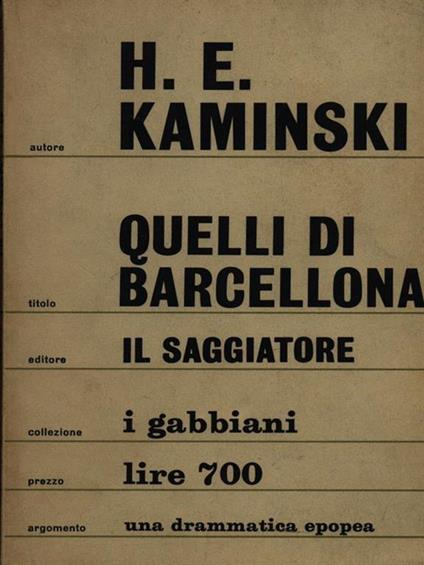 H. E.
autore KAMINSKI
QUELLI DI
titolo BARCELLONA
editore IL SAGGIATORE
collezione i gabbiani
prezzo lire 700
argomento una drammatica epopea